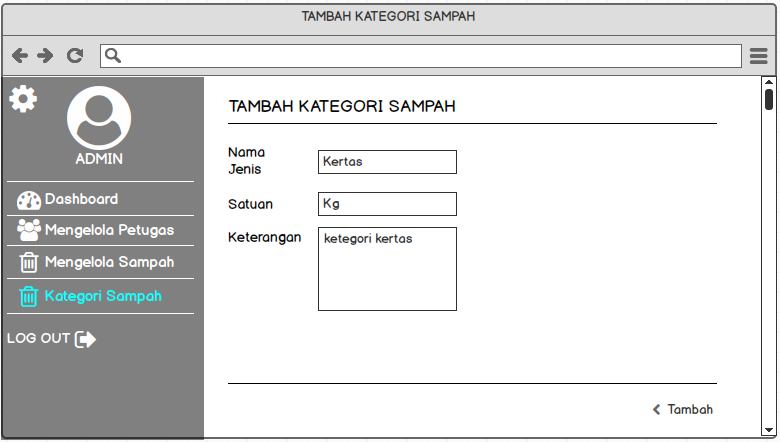 TAMBAH KATEGORI SAMPAH
ADMIN
Dashboard
Mengelola Petugas
Mengelola Sampah
Kategori Sampah
LOG OUT
TAMBAH KATEGORI SAMPAH
Nama
Jenis
Kertas
Satuan
Kg
Keterangan
ketegori kertas
Tambah